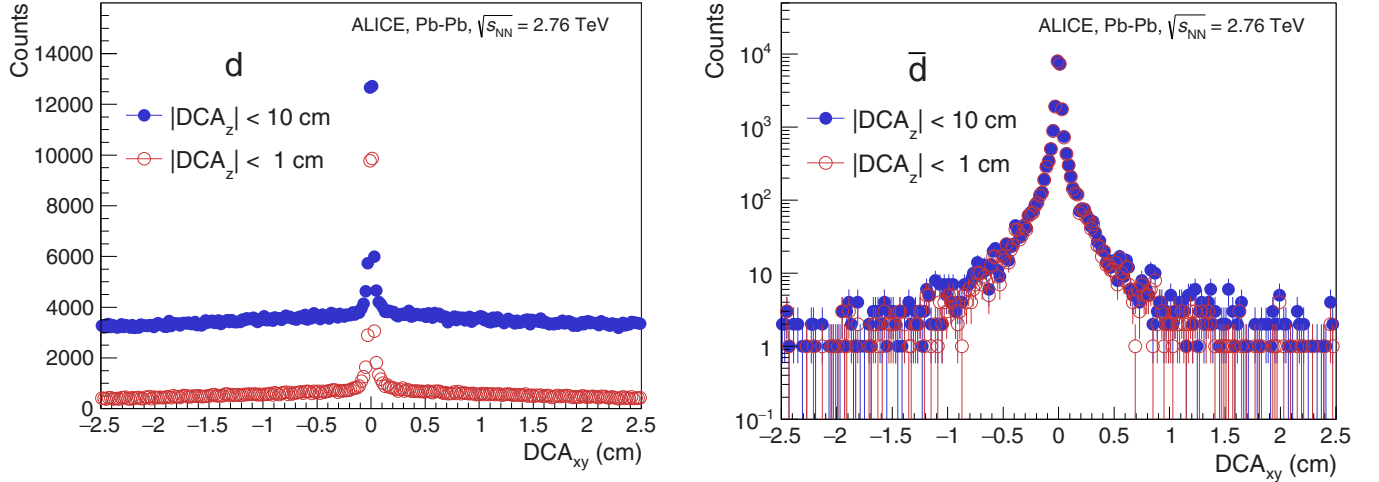 Counts
ALICE, Pb-Pb, √sNN = 2.76 TeV
d
|DCAz| < 10 cm
|DCAz| < 1 cm
14000
12000
10000
8000
6000
4000
2000
0
−2.5 −2 −1.5 −1 −0.5 0 0.5 1 1.5 2 2.5
DCAxy (cm)
Counts
ALICE, Pb-Pb, √sNN = 2.76 TeV
d̅
|DCAz| < 10 cm
|DCAz| < 1 cm
10⁴
10³
10²
10
1
10⁻¹
−2.5 −2 −1.5 −1 −0.5 0 0.5 1 1.5 2 2.5
DCAxy (cm)